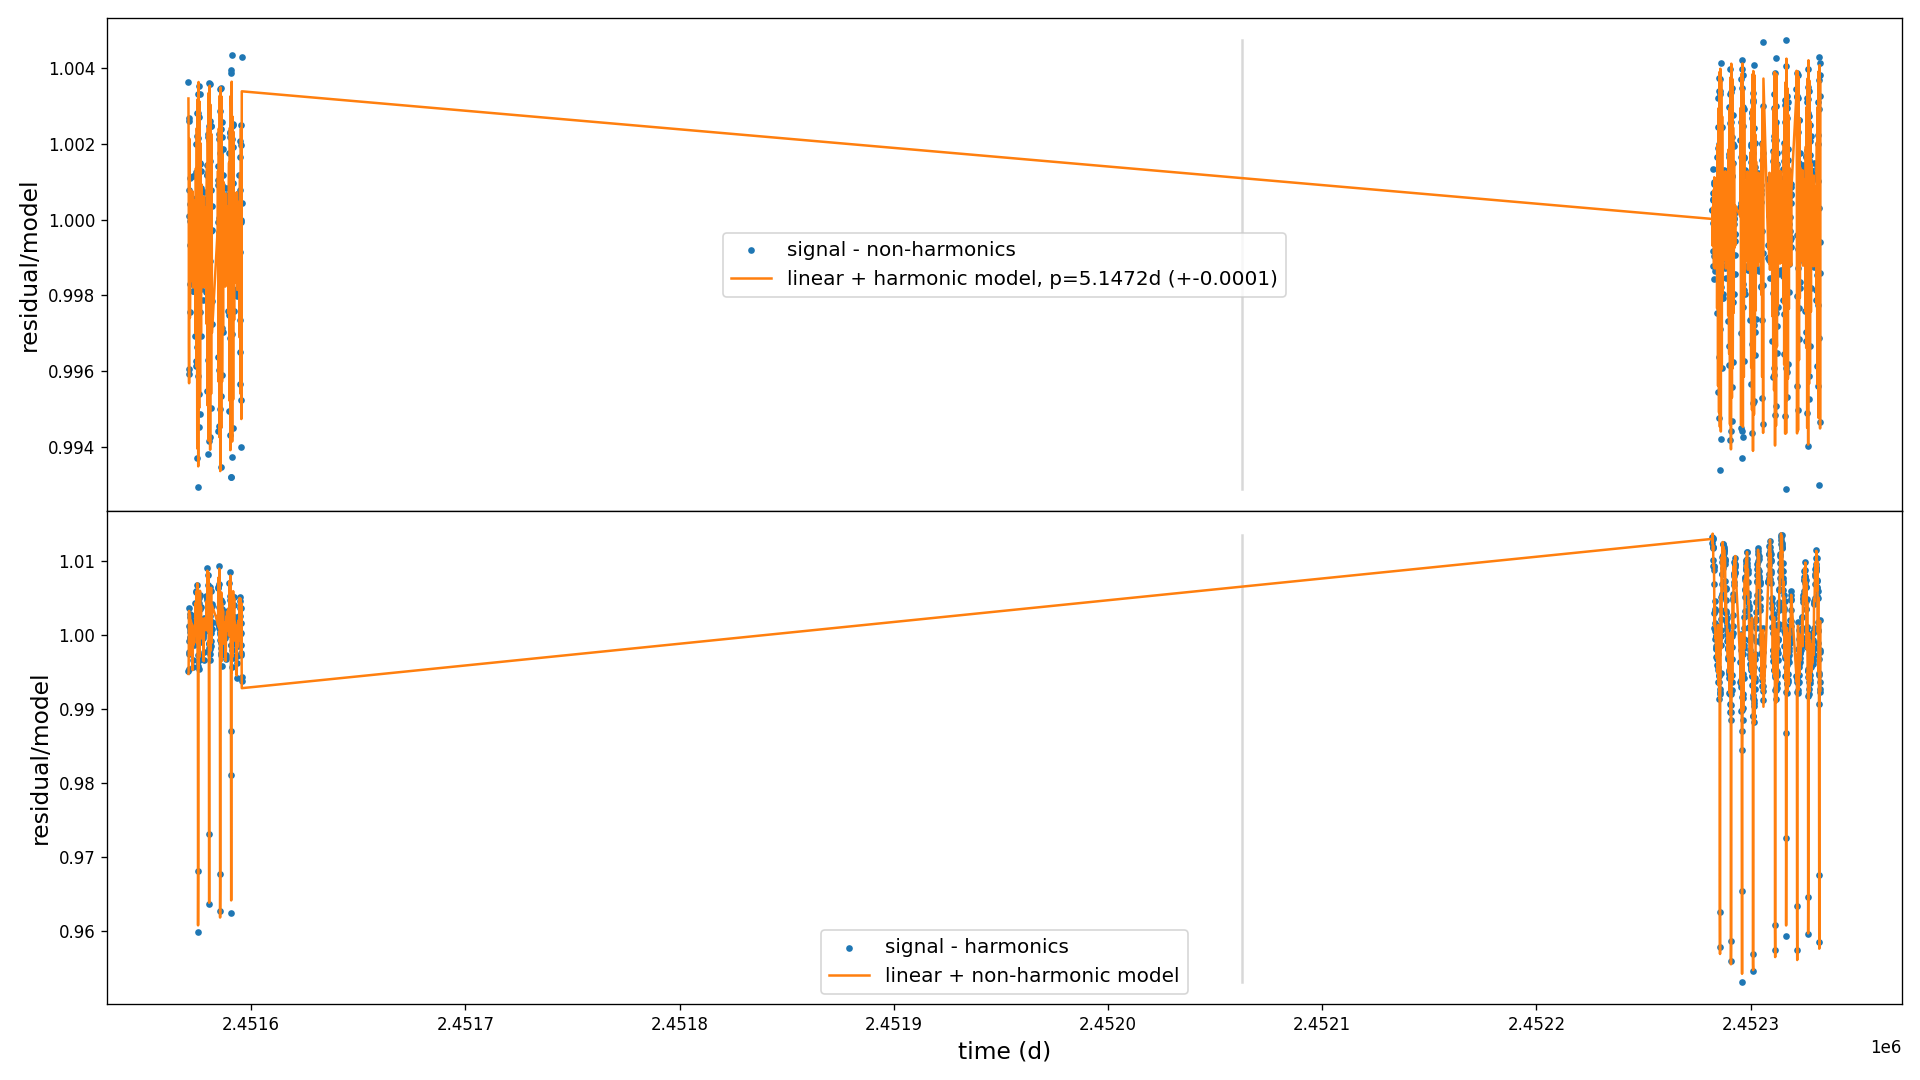 1.004
1.002
1.000
0.998
0.996
0.994
residual/model
signal - non-harmonics
linear + harmonic model, p=5.1472d (+-0.0001)
1.01
1.00
0.99
0.98
0.97
0.96
residual/model
signal - harmonics
linear + non-harmonic model
2.4516
2.4517
2.4518
2.4519
2.4520
2.4521
2.4522
2.4523
1e6
time (d)